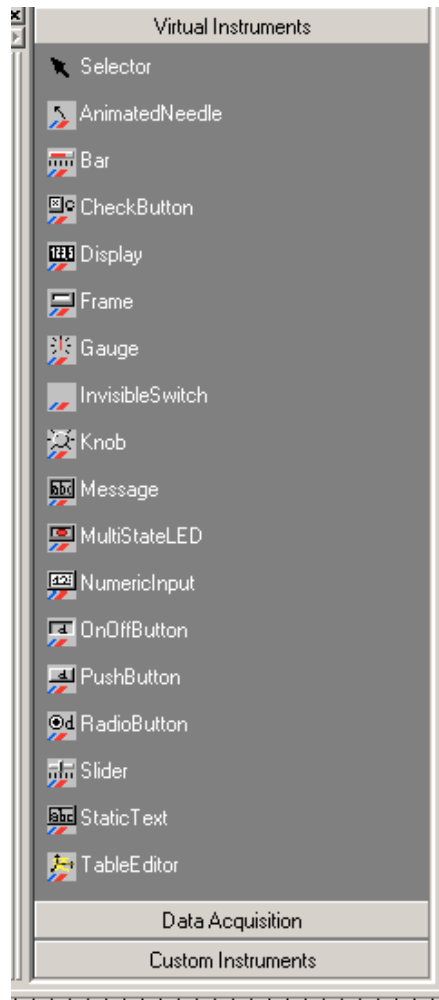 Virtual Instruments
Selector
AnimatedNeedle
Bar
CheckButton
Display
Frame
Gauge
InvisibleSwitch
Knob
Message
MultiStateLED
NumericInput
OnOffButton
PushButton
RadioButton
Slider
StaticText
TableEditor
Data Acquisition
Custom Instruments